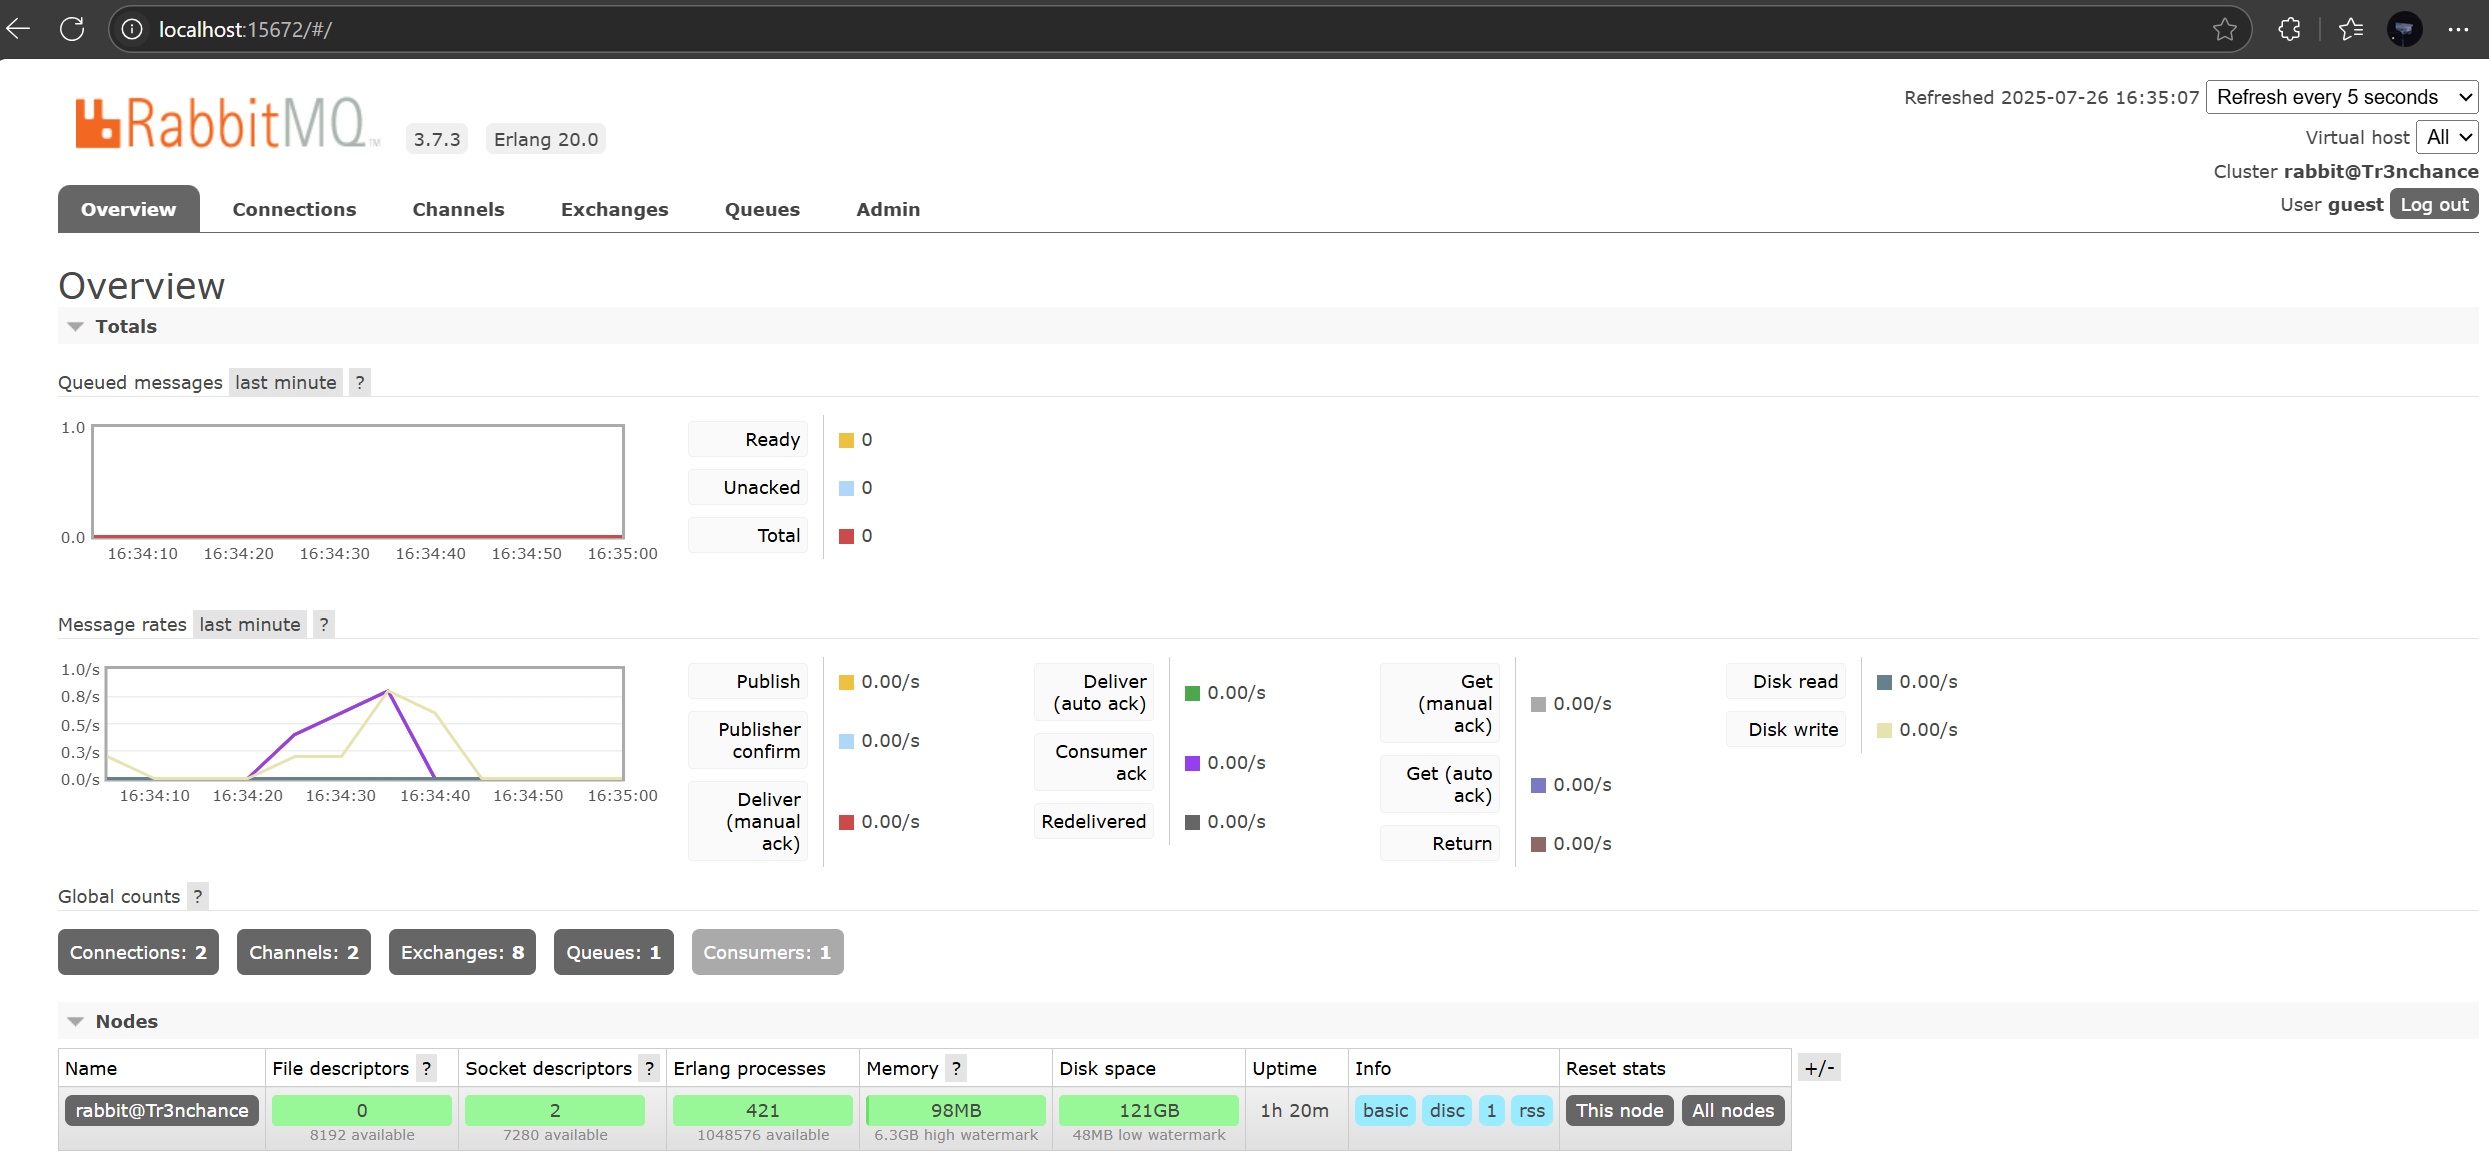 localhost:15672/#/
Refreshed 2025-07-26 16:35:07 Refresh every 5 seconds
RabbitMQ™ 3.7.3 Erlang 20.0
Virtual host All
Cluster rabbit@Tr3nchance
User guest Log out
Overview Connections Channels Exchanges Queues Admin
Overview
Totals
Queued messages last minute ?
1.0
0.0
16:34:10 16:34:20 16:34:30 16:34:40 16:34:50 16:35:00
Ready 0
Unacked 0
Total 0
Message rates last minute ?
1.0/s
0.8/s
0.5/s
0.3/s
0.0/s
16:34:10 16:34:20 16:34:30 16:34:40 16:34:50 16:35:00
Publish 0.00/s
Publisher
confirm 0.00/s
Deliver
(manual
ack) 0.00/s
Deliver
(auto ack) 0.00/s
Consumer
ack 0.00/s
Redelivered 0.00/s
Get
(manual
ack) 0.00/s
Get (auto
ack) 0.00/s
Return 0.00/s
Disk read 0.00/s
Disk write 0.00/s
Global counts ?
Connections: 2 Channels: 2 Exchanges: 8 Queues: 1 Consumers: 1
Nodes
Name File descriptors ? Socket descriptors ? Erlang processes Memory ? Disk space Uptime Info Reset stats +/-
rabbit@Tr3nchance 0 2 421 98MB 121GB 1h 20m basic disc 1 rss This node All nodes
8192 available 7280 available 1048576 available 6.3GB high watermark 48MB low watermark